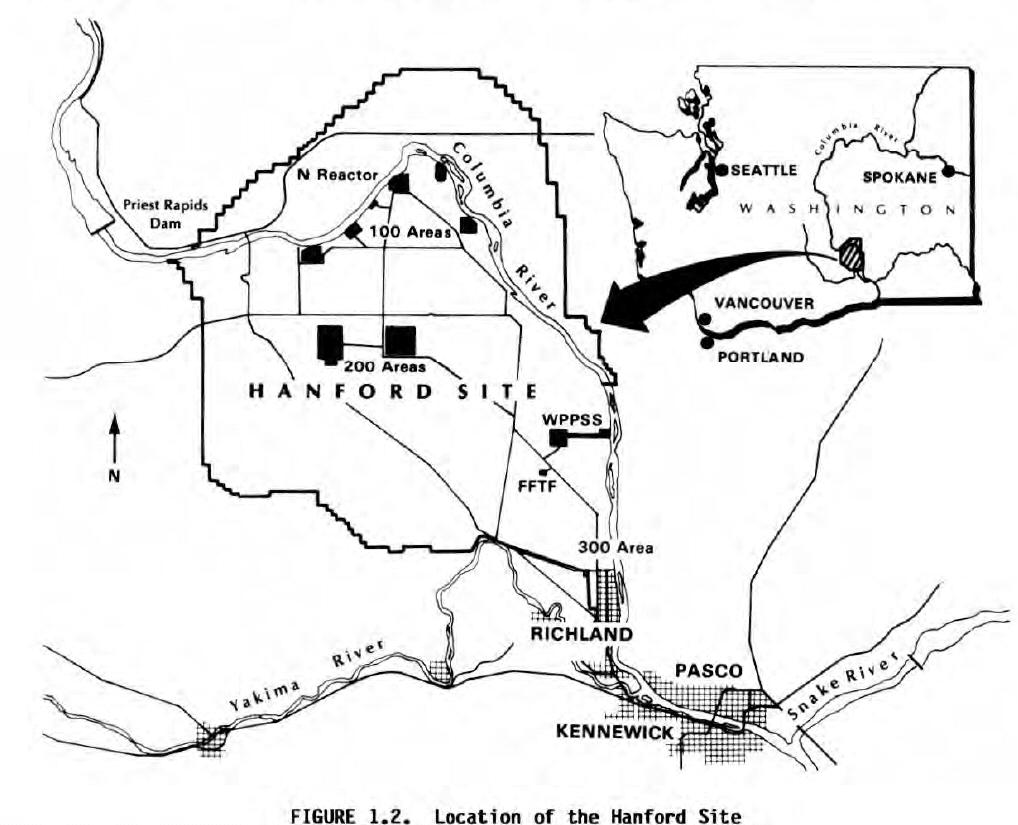 Columbia
River
N Reactor
Priest Rapids
Dam
100 Areas
200 Areas
HANFORD SITE
WPPSS
FFTF
N
300 Area
RICHLAND
PASCO
KENNEWICK
Yakima River
Snake River
Columbia River
SEATTLE
SPOKANE
WASHINGTON
VANCOUVER
PORTLAND
FIGURE 1.2. Location of the Hanford Site